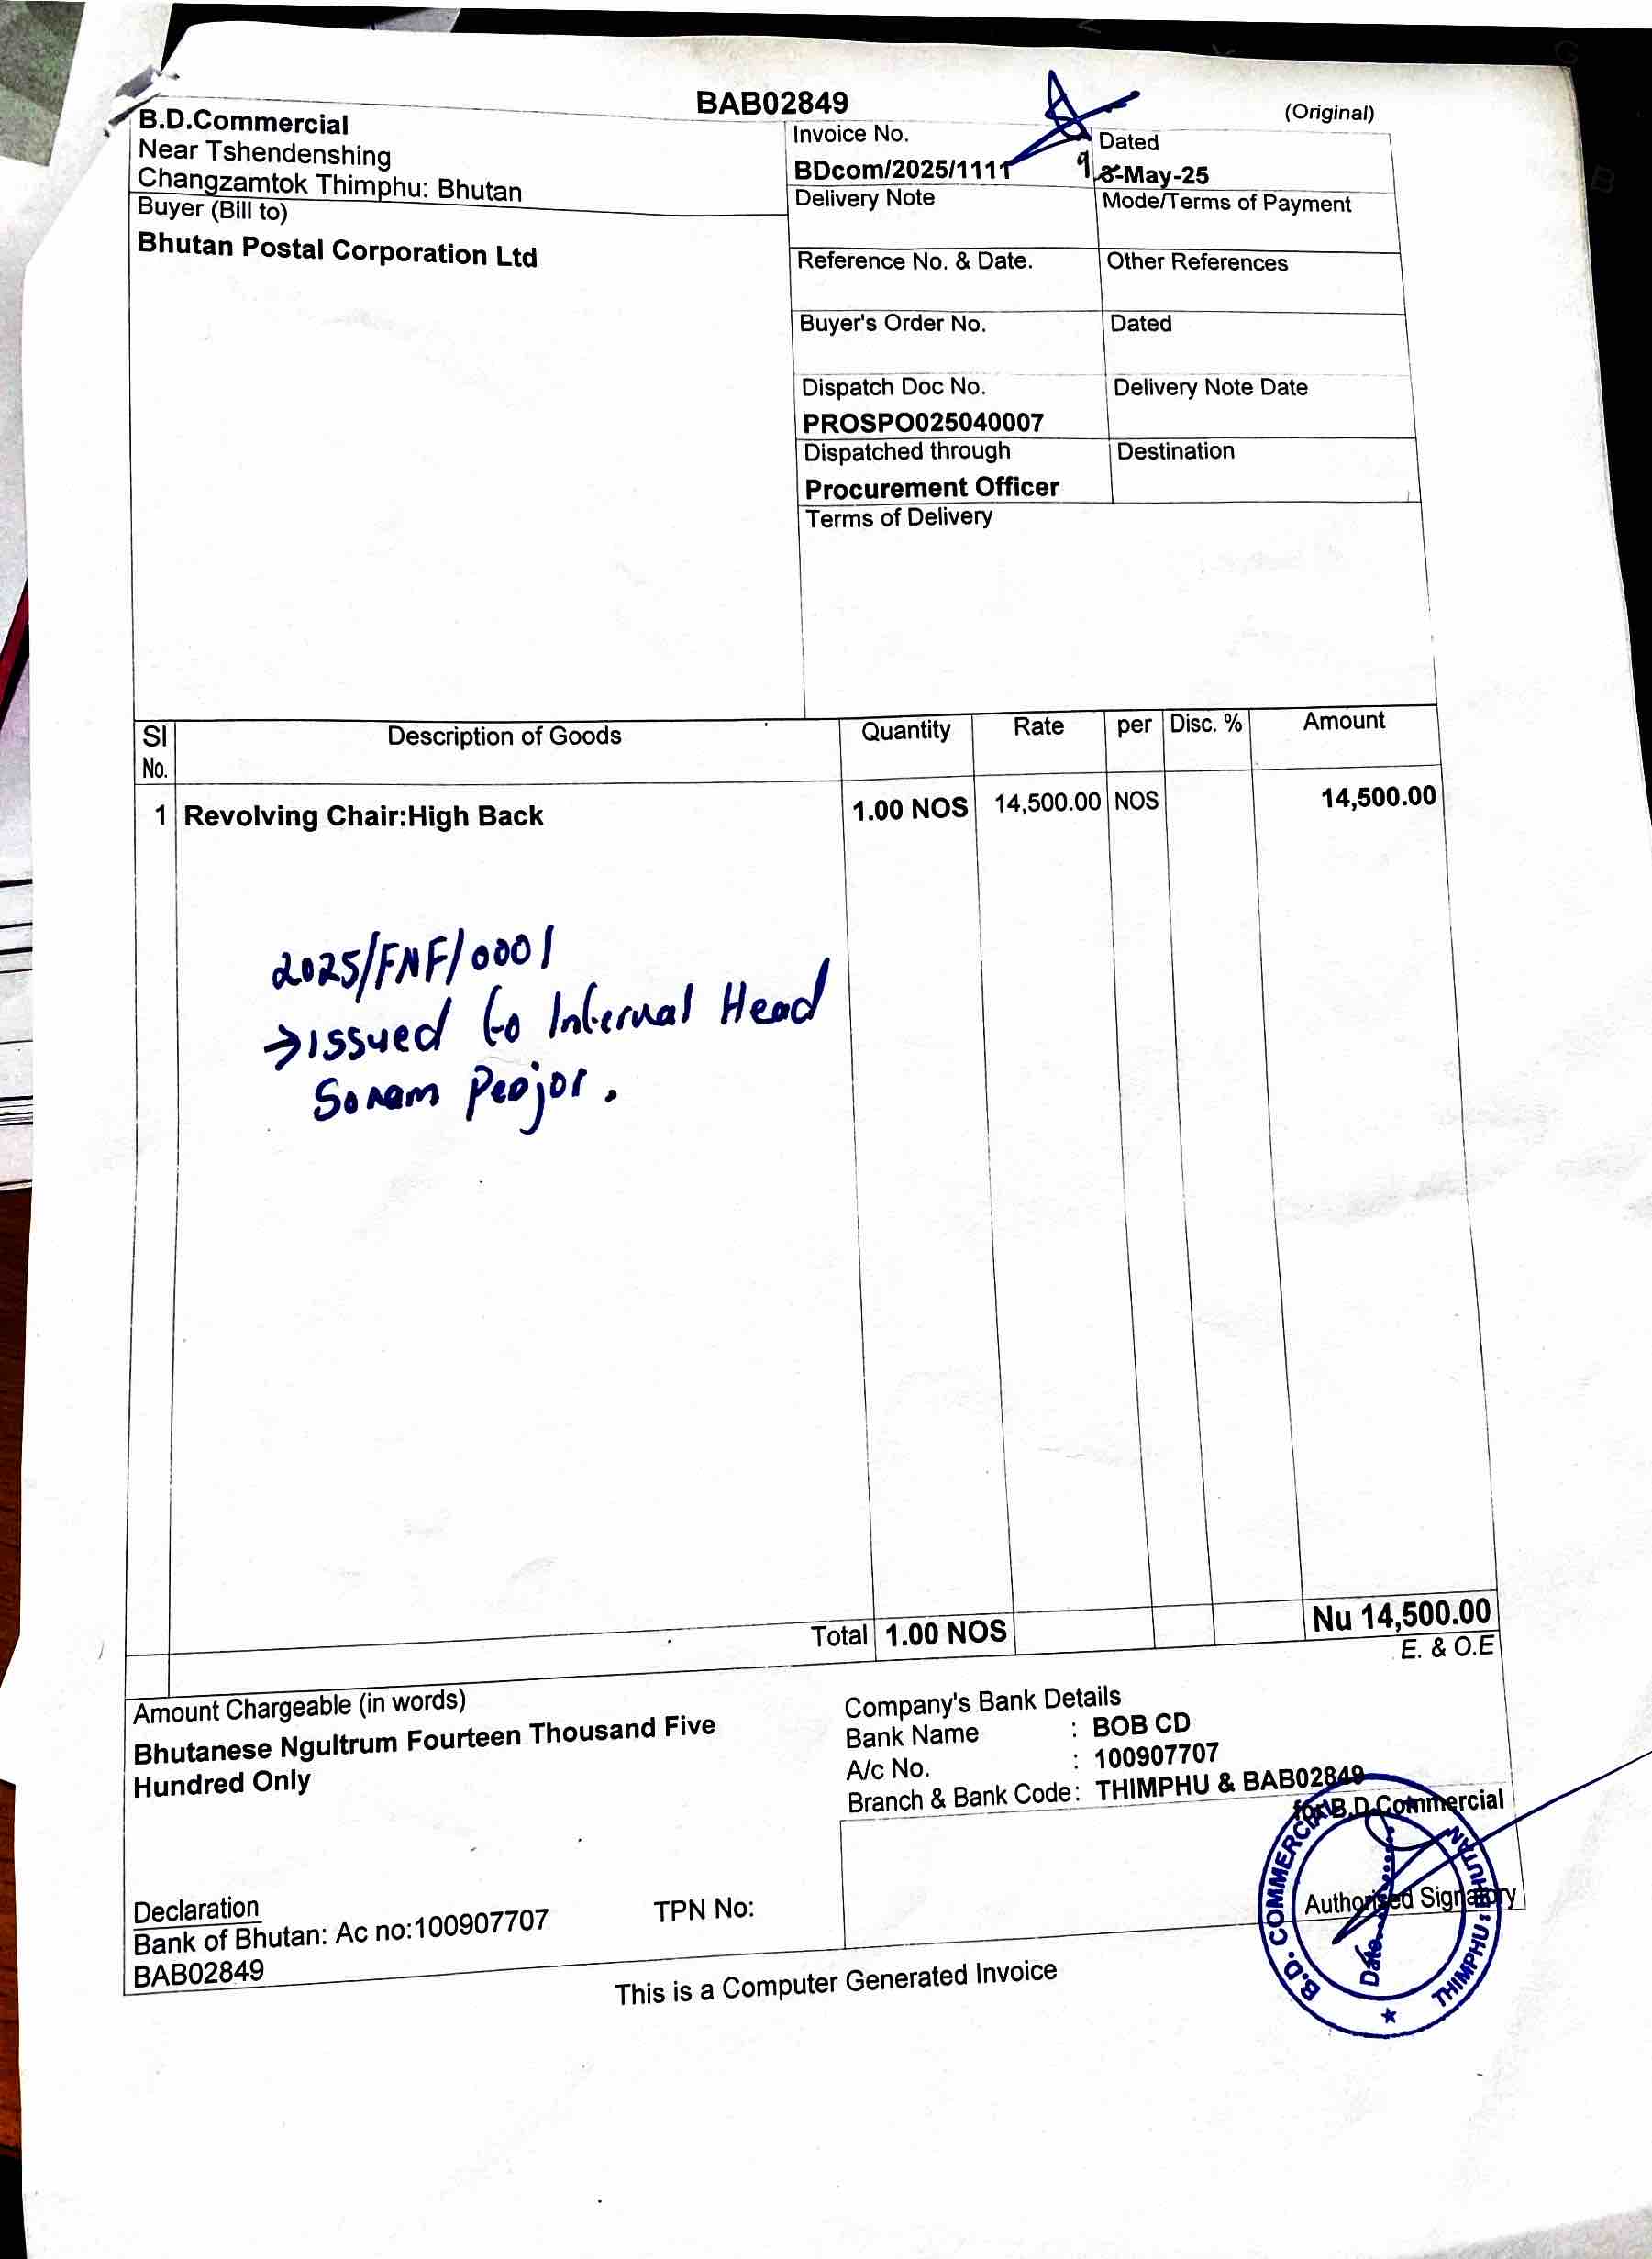 BAB02849
(Original)
B.D.Commercial
Near Tshendenshing
Changzamtok Thimphu: Bhutan
Buyer (Bill to)
Bhutan Postal Corporation Ltd
Invoice No.
BDcom/2025/1111
Dated
9 8-May-25
Delivery Note
Mode/Terms of Payment
Reference No. & Date.
Other References
Buyer's Order No.
Dated
Dispatch Doc No.
PROSPO025040007
Delivery Note Date
Dispatched through
Procurement Officer
Destination
Terms of Delivery
Sl No. Description of Goods Quantity Rate per Disc. % Amount
1 Revolving Chair:High Back 1.00 NOS 14,500.00 NOS 14,500.00
2025/FNF/0001
→issued to Internal Head
Sonam Peojor.
Total 1.00 NOS Nu 14,500.00
E. & O.E
Amount Chargeable (in words)
Bhutanese Ngultrum Fourteen Thousand Five
Hundred Only
Company's Bank Details
Bank Name : BOB CD
A/c No. : 100907707
Branch & Bank Code : THIMPHU & BAB02849
for B.D.Commercial
Authorised Signatory
Declaration
Bank of Bhutan: Ac no:100907707
BAB02849
TPN No:
This is a Computer Generated Invoice
B.D. COMMERCIAL
THIMPHU: BHUTAN
Date